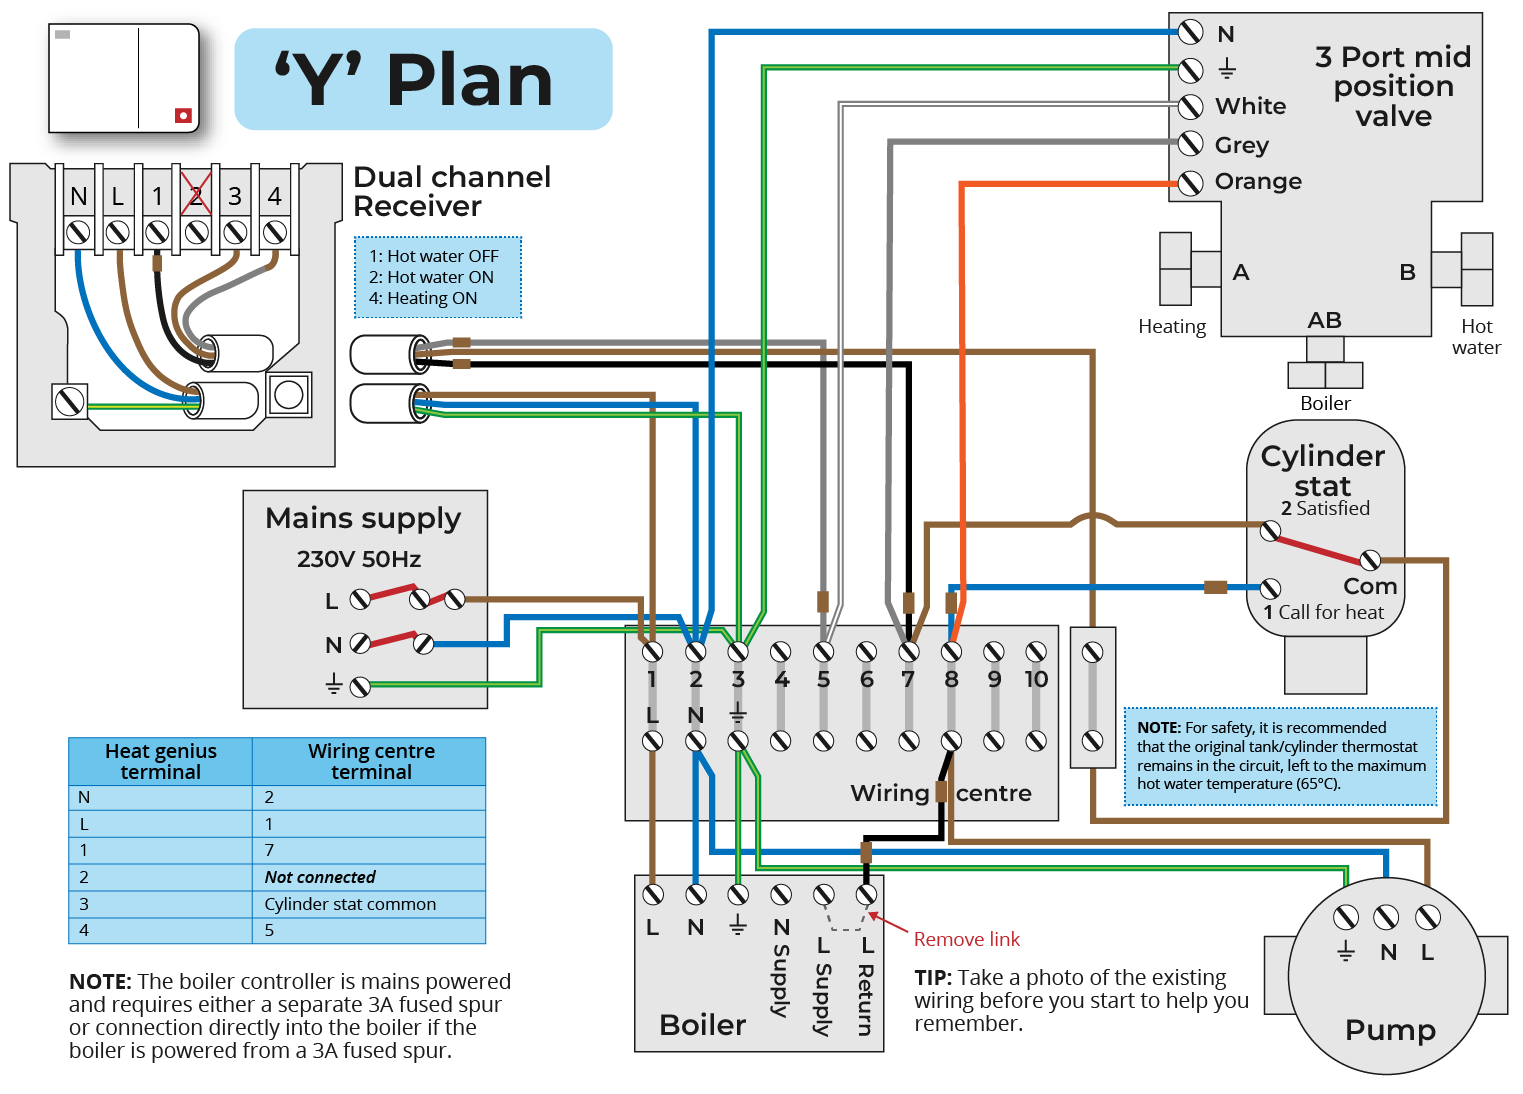 ‘Y’ Plan
N L 1 2 3 4
Dual channel
Receiver
1: Hot water OFF
2: Hot water ON
4: Heating ON
N
White
Grey
Orange
3 Port mid
position
valve
A
B
AB
Heating
Hot
water
Boiler
Cylinder
stat
2 Satisfied
Com
1 Call for heat
Mains supply
230V 50Hz
L
N
1 2 3 4 5 6 7 8 9 10
L N
Wiring centre
NOTE: For safety, it is recommended
that the original tank/cylinder thermostat
remains in the circuit, left to the maximum
hot water temperature (65°C).
Heat genius terminal Wiring centre terminal
N 2
L 1
1 7
2 Not connected
3 Cylinder stat common
4 5
NOTE: The boiler controller is mains powered
and requires either a separate 3A fused spur
or connection directly into the boiler if the
boiler is powered from a 3A fused spur.
L N N Supply L Supply L Return
Boiler
Remove link
TIP: Take a photo of the existing
wiring before you start to help you
remember.
N L
Pump